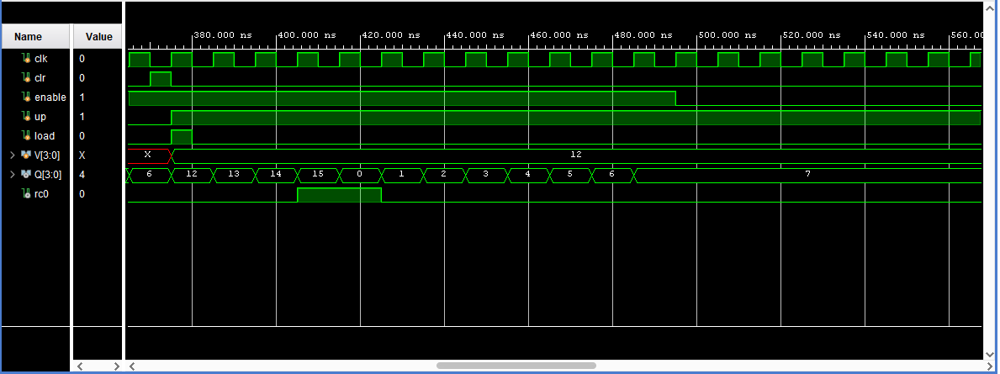 Name Value
380.000 ns 400.000 ns 420.000 ns 440.000 ns 460.000 ns 480.000 ns 500.000 ns 520.000 ns 540.000 ns 560.0
clk 0
clr 0
enable 1
up 1
load 0
V[3:0] X X 12
Q[3:0] 4 6 12 13 14 15 0 1 2 3 4 5 6 7
rc0 0